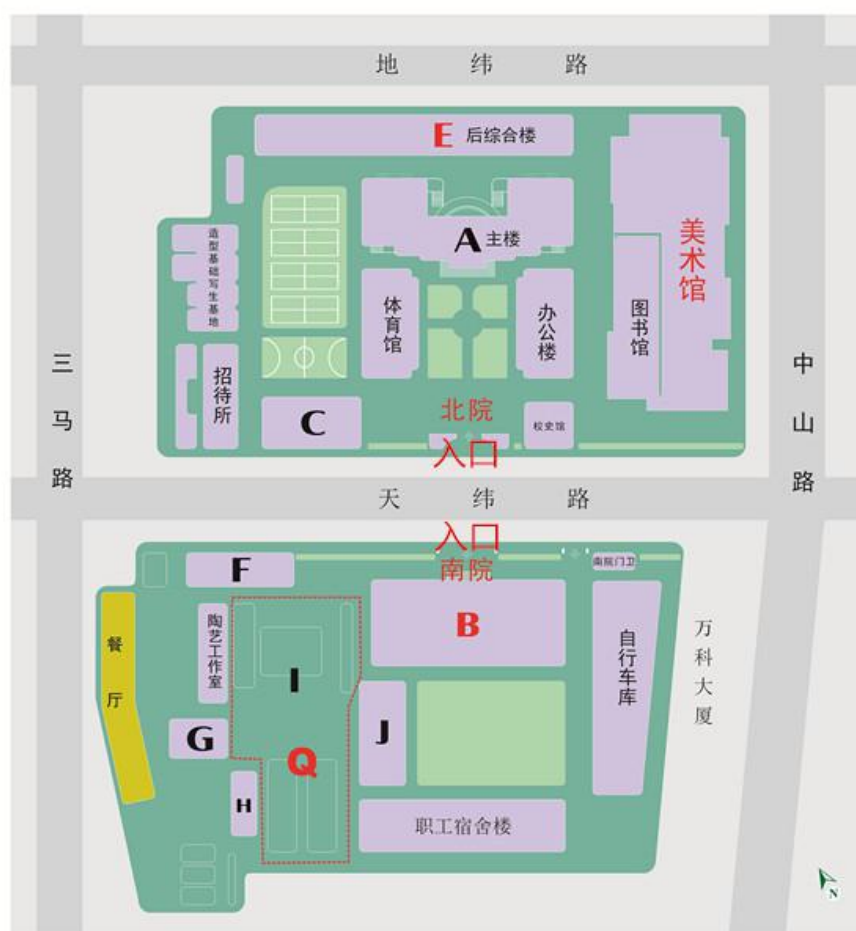 地纬路
E 后综合楼
A 主楼
美术馆
造型基础写生基地
体育馆
办公楼
图书馆
三马路
中山路
招待所
C
北院
校史馆
入口
天纬路
入口
南院
南院门卫
F
B
陶艺工作室
自行车库
万科大厦
餐厅
I
G
J
Q
H
职工宿舍楼
N